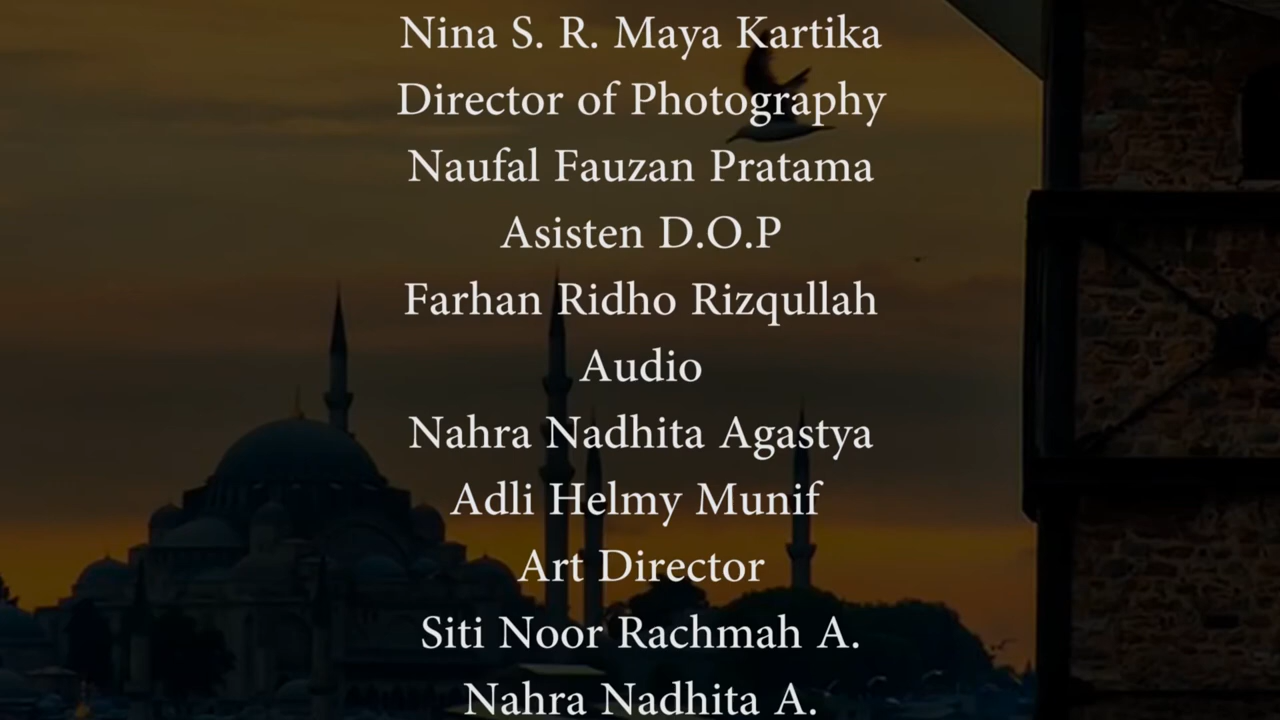 Nina S. R. Maya Kartika
Director of Photography
Naufal Fauzan Pratama
Asisten D.O.P
Farhan Ridho Rizqullah
Audio
Nahra Nadhita Agastya
Adli Helmy Munif
Art Director
Siti Noor Rachmah A.
Nahra Nadhita A.